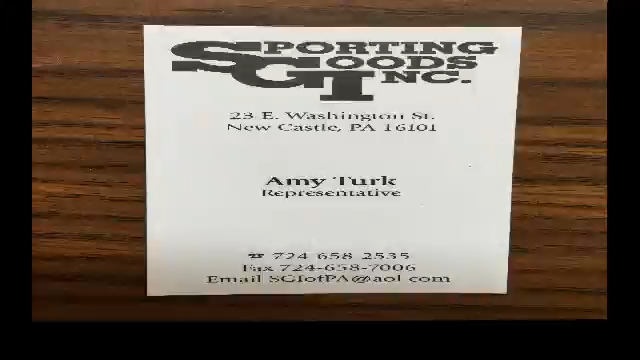 SPORTING
GOODS
INC.
23 E. Washington St.
New Castle, PA 16101
Amy Turk
Representative
☎ 724-658-2535
Fax 724-658-7006
Email SGIofPA@aol.com